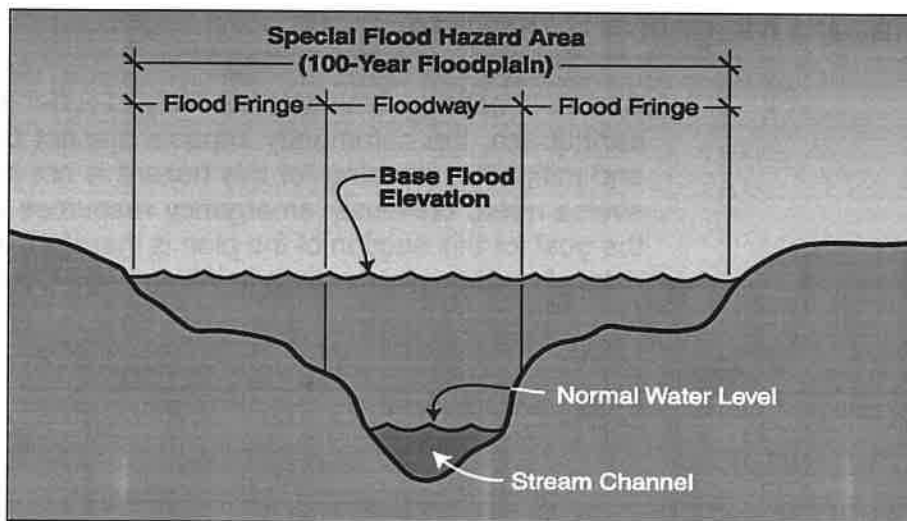 Special Flood Hazard Area
(100-Year Floodplain)
Flood Fringe
Floodway
Flood Fringe
Base Flood
Elevation
Normal Water Level
Stream Channel